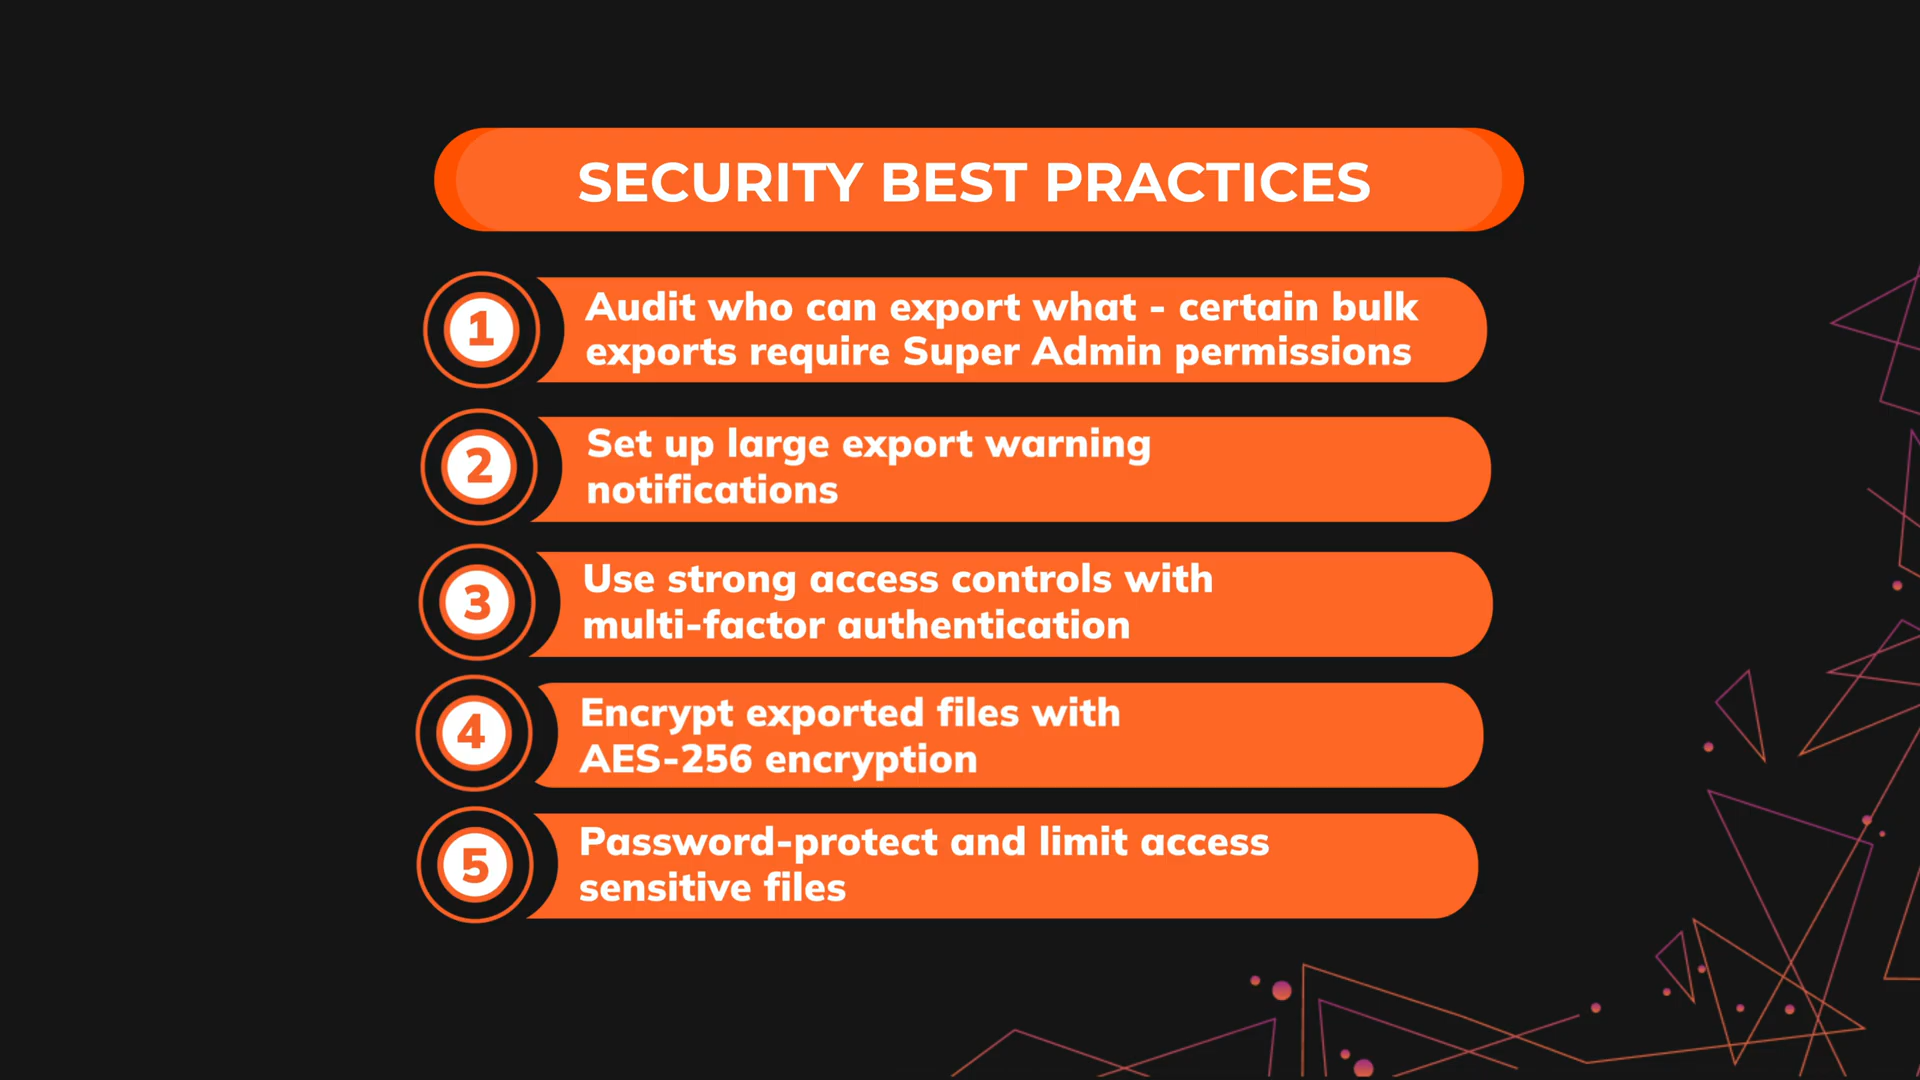 SECURITY BEST PRACTICES
1
Audit who can export what - certain bulk
exports require Super Admin permissions
2
Set up large export warning
notifications
3
Use strong access controls with
multi-factor authentication
4
Encrypt exported files with
AES-256 encryption
5
Password-protect and limit access
sensitive files